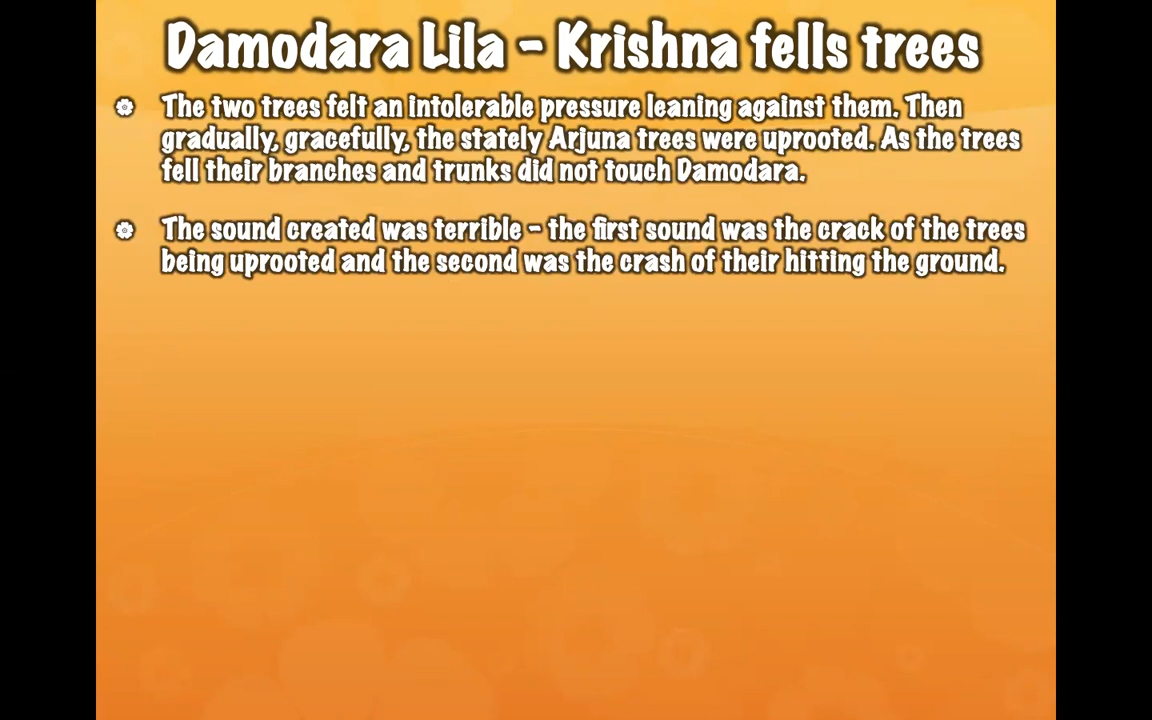 Damodara Lila - Krishna fells trees
The two trees felt an intolerable pressure leaning against them. Then
gradually, gracefully, the stately Arjuna trees were uprooted. As the trees
fell their branches and trunks did not touch Damodara.
The sound created was terrible - the first sound was the crack of the trees
being uprooted and the second was the crash of their hitting the ground.